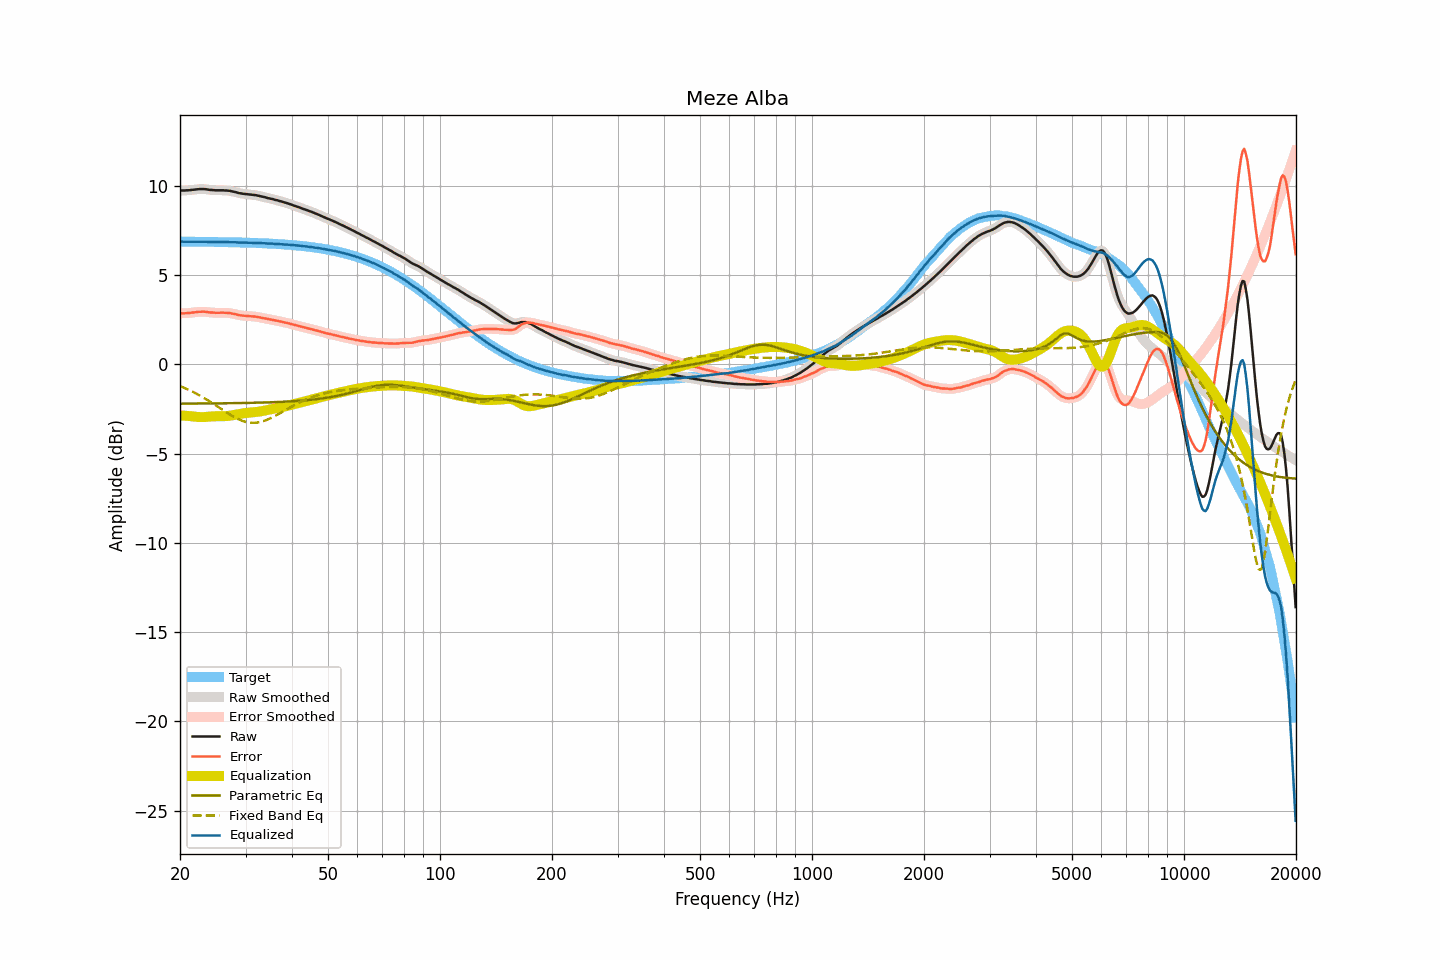 Meze Alba
Amplitude (dBr)
10
5
0
−5
−10
−15
−20
−25
Target
Raw Smoothed
Error Smoothed
Raw
Error
Equalization
Parametric Eq
Fixed Band Eq
Equalized
20 50 100 200 500 1000 2000 5000 10000 20000
Frequency (Hz)